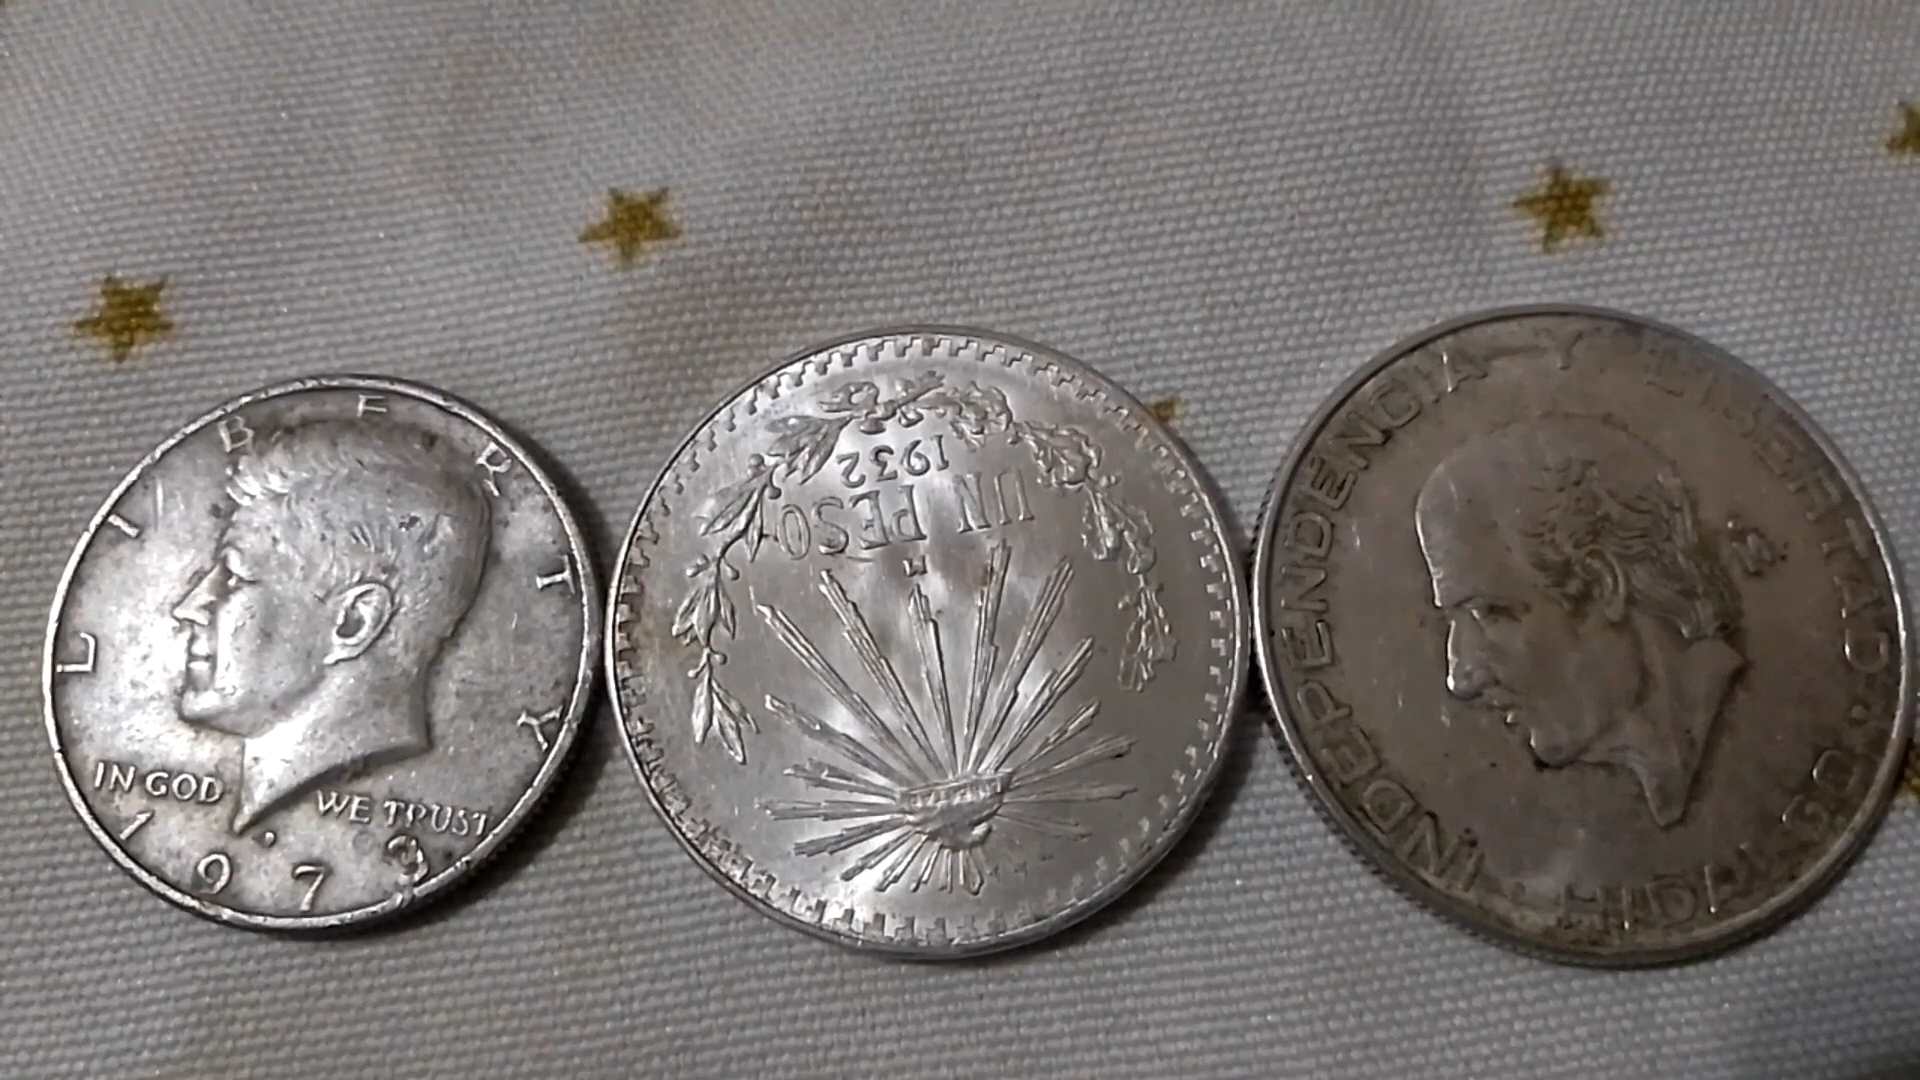 LIBERTY
IN GOD WE TRUST
1973
1932
UN PESO
M
INDEPENDENCIA Y LIBERTAD
HIDALGO